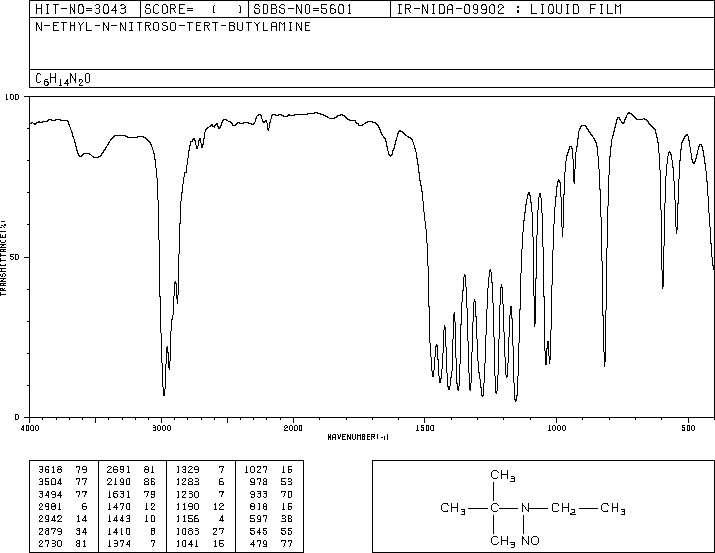 HIT-NO=3043 SCORE= ( ) SDBS-NO=5601 IR-NIDA-09902 : LIQUID FILM
N-ETHYL-N-NITROSO-TERT-BUTYLAMINE
C6H14N2O
100
50
0
TRANSMITTANCE(%)
4000 3000 2000 1500 1000 500
WAVENUMBER(-1)
3618 79 2691 81 1329 7 1027 16
3504 77 2190 86 1283 6 978 53
3494 77 1631 79 1230 7 933 70
2981 6 1470 12 1190 12 818 16
2942 14 1443 10 1156 4 597 38
2879 34 1410 8 1083 27 545 55
2730 81 1374 7 1041 16 479 77
CH3
CH3 C N CH2 CH3
CH3 NO